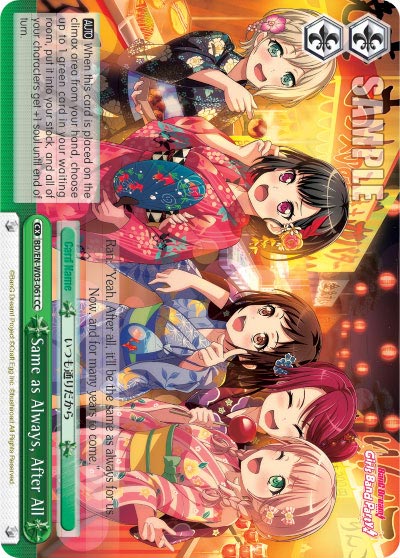 SAMPLE
BanG Dream!
Girls Band Party!
Ran: "Yeah. After all, it'll be the same as always for us.
Now, and for many years to come."
【AUTO】 When this card is placed on the
climax area from your hand, choose
up to 1 green card in your waiting
room, put it into your stock, and all of
your characters get +1 soul until end of
turn.
Card Name
いつも通りだから
CX
BD/EN-W03-061 CC
Same as Always, After All
©BanG Dream! Project ©Craft Egg Inc. ©bushiroad All Rights Reserved.